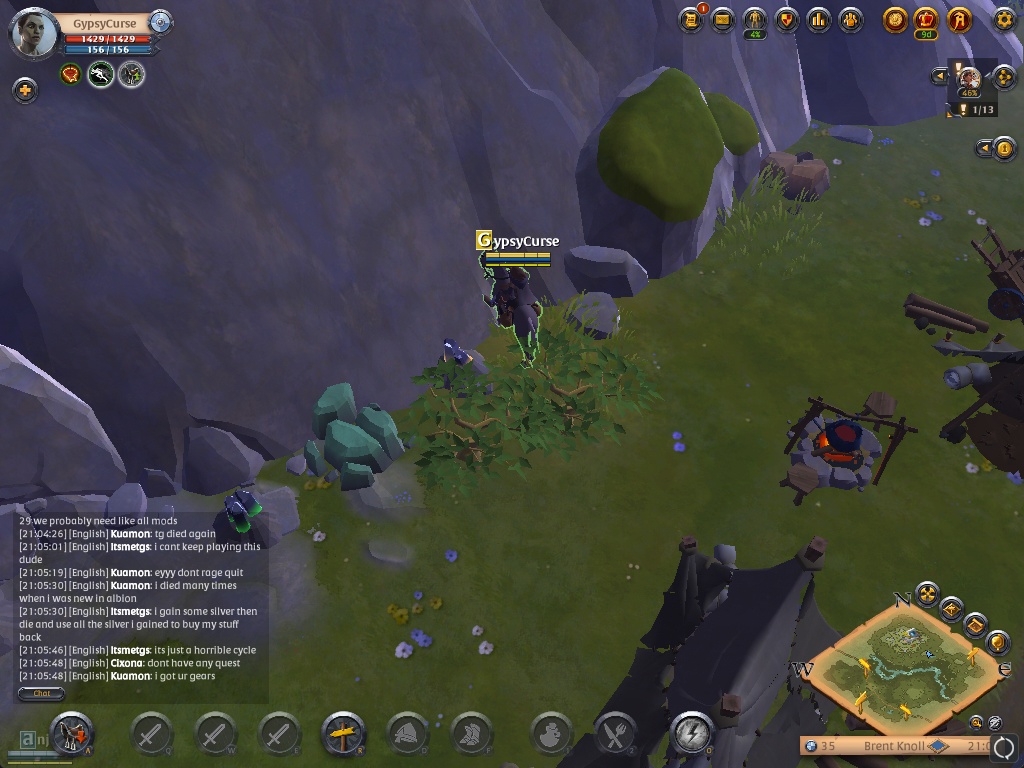 GypsyCurse
1429 / 1429
156 / 156
1
4%
9d
46%
1/13
GypsyCurse
29:we probably need like all mods
[21:04:26] [English] Kuamon: tg died again
[21:05:01] [English] Itsmetgs: i cant keep playing this
dude
[21:05:19] [English] Kuamon: eyyy dont rage quit
[21:05:30] [English] Kuamon: i died many times
when i was new in albion
[21:05:30] [English] Itsmetgs: i gain some silver then
die and use all the silver i gained to buy my stuff
back
[21:05:46] [English] Itsmetgs: its just a horrible cycle
[21:05:48] [English] Cixona: dont have any quest
[21:05:48] [English] Kuamon: i got ur gears
Chat
N
W
E
A
Q
W
E
R
D
F
2
35
Brent Knoll